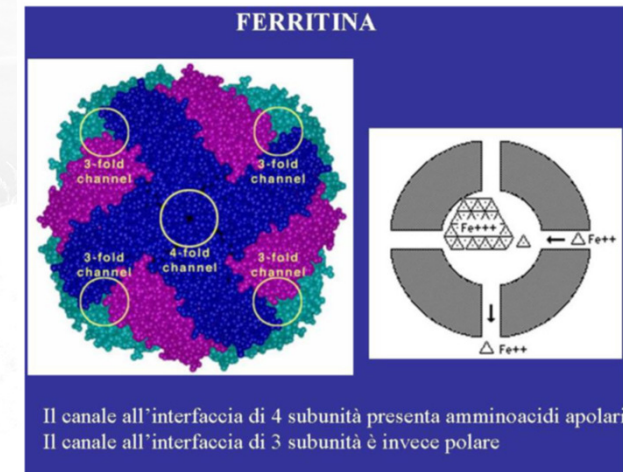 FERRITINA
3-fold
channel
3-fold
channel
4-fold
channel
3-fold
channel
3-fold
channel
Fe+++
Fe++
Fe++
Il canale all'interfaccia di 4 subunità presenta amminoacidi apolari
Il canale all'interfaccia di 3 subunità è invece polare